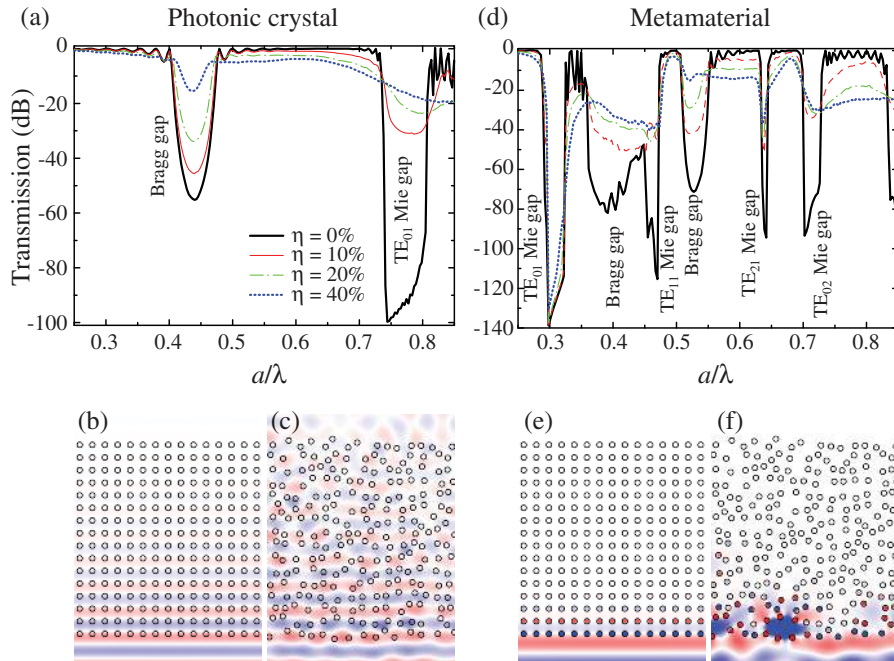 (a) Photonic crystal
0
-20
-40
-60
-80
-100
Transmission (dB)
Bragg gap
TE01 Mie gap
η = 0%
η = 10%
η = 20%
η = 40%
0.3 0.4 0.5 0.6 0.7 0.8
a/λ
(d) Metamaterial
0
-20
-40
-60
-80
-100
-120
-140
TE01 Mie gap
Bragg gap
TE11 Mie gap
Bragg gap
TE21 Mie gap
TE02 Mie gap
0.3 0.4 0.5 0.6 0.7 0.8
a/λ
(b) (c) (e) (f)